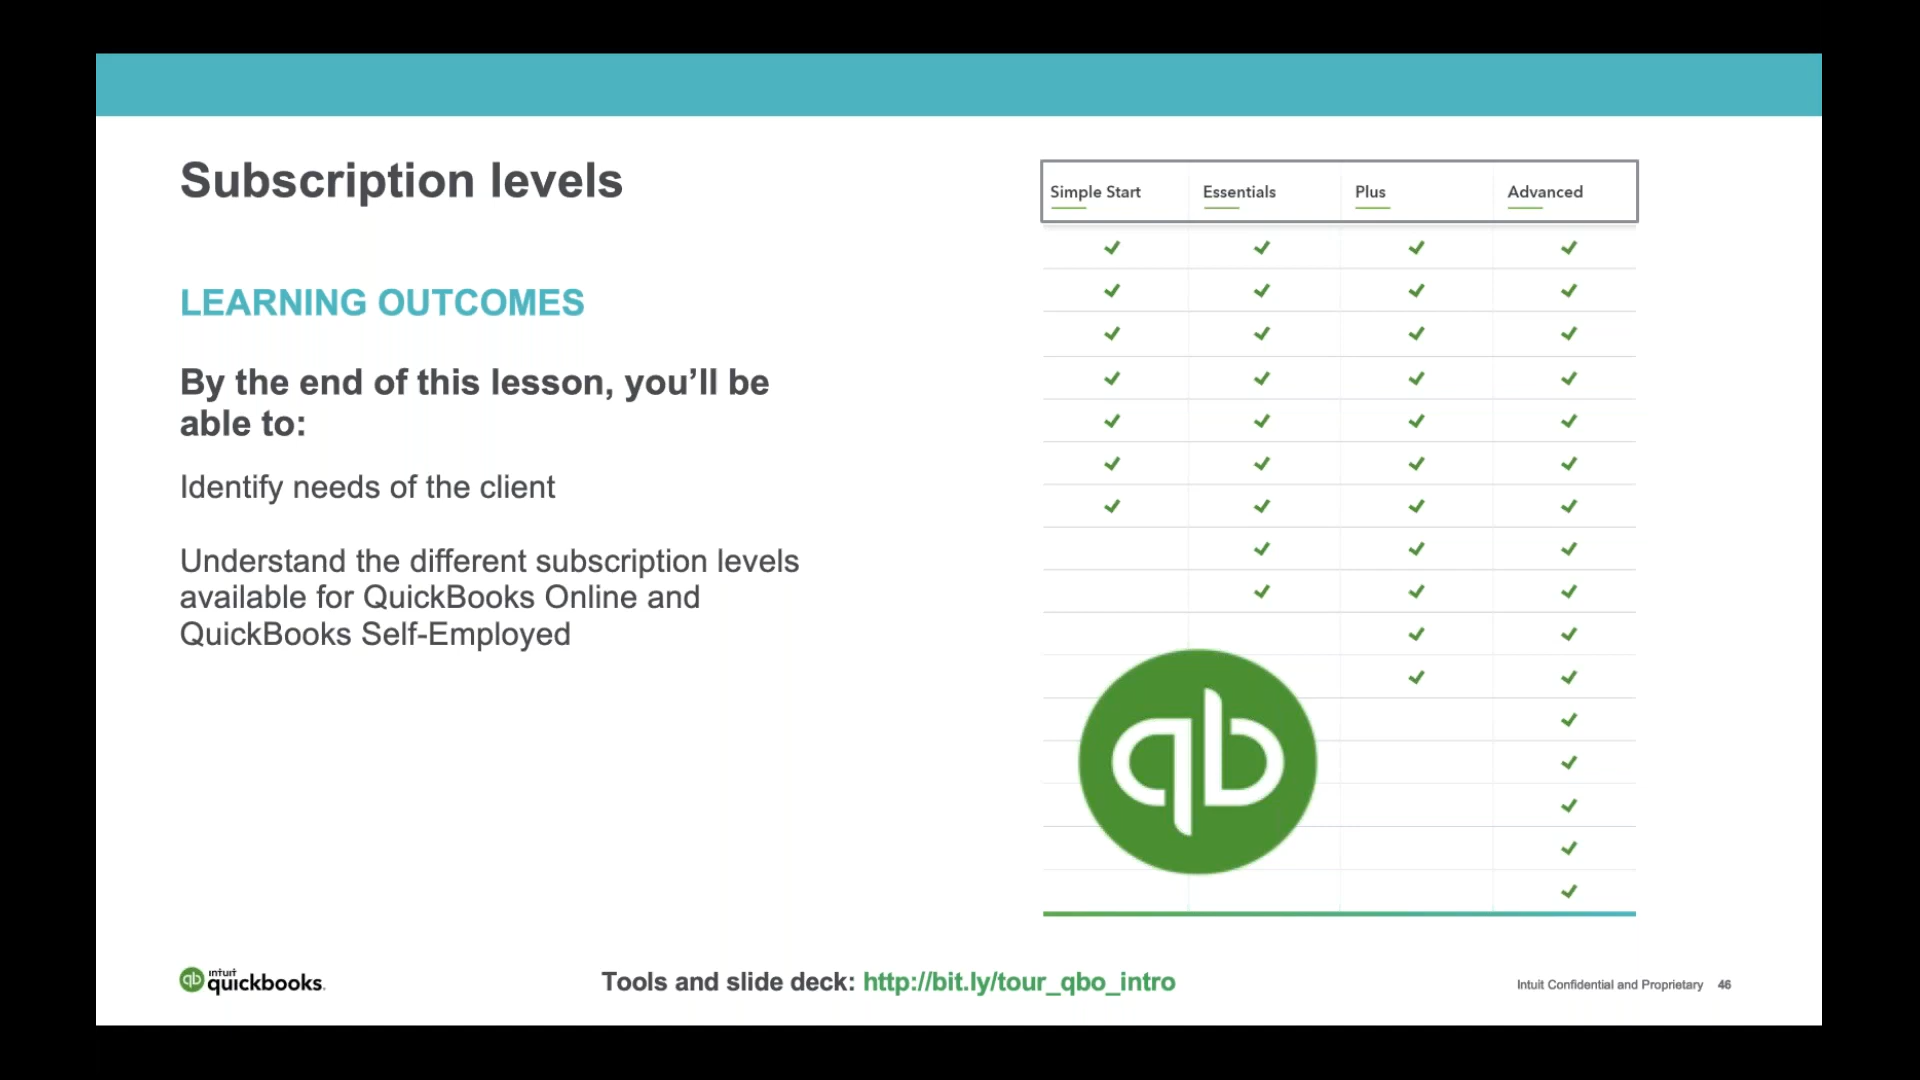 Subscription levels
LEARNING OUTCOMES
By the end of this lesson, you’ll be
able to:
Identify needs of the client
Understand the different subscription levels
available for QuickBooks Online and
QuickBooks Self-Employed
Simple Start Essentials Plus Advanced
qb
qb intuit quickbooks.
Tools and slide deck: http://bit.ly/tour_qbo_intro
Intuit Confidential and Proprietary 46